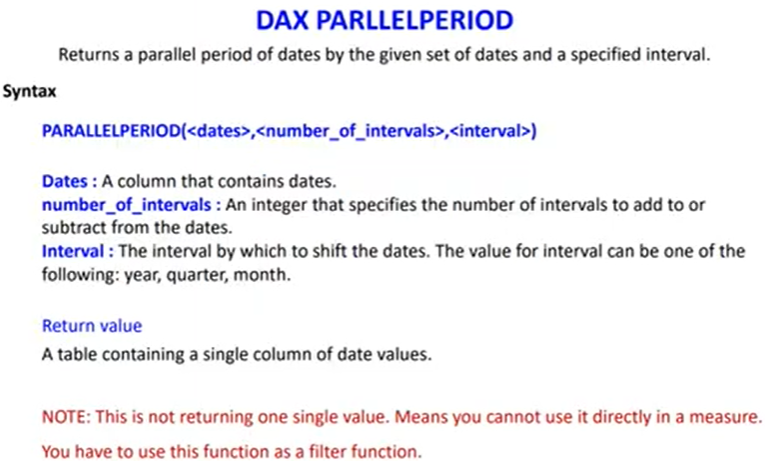 DAX PARLLELPERIOD
Returns a parallel period of dates by the given set of dates and a specified interval.
Syntax
PARALLELPERIOD(<dates>,<number_of_intervals>,<interval>)
Dates : A column that contains dates.
number_of_intervals : An integer that specifies the number of intervals to add to or
subtract from the dates.
Interval : The interval by which to shift the dates. The value for interval can be one of the
following: year, quarter, month.
Return value
A table containing a single column of date values.
NOTE: This is not returning one single value. Means you cannot use it directly in a measure.
You have to use this function as a filter function.